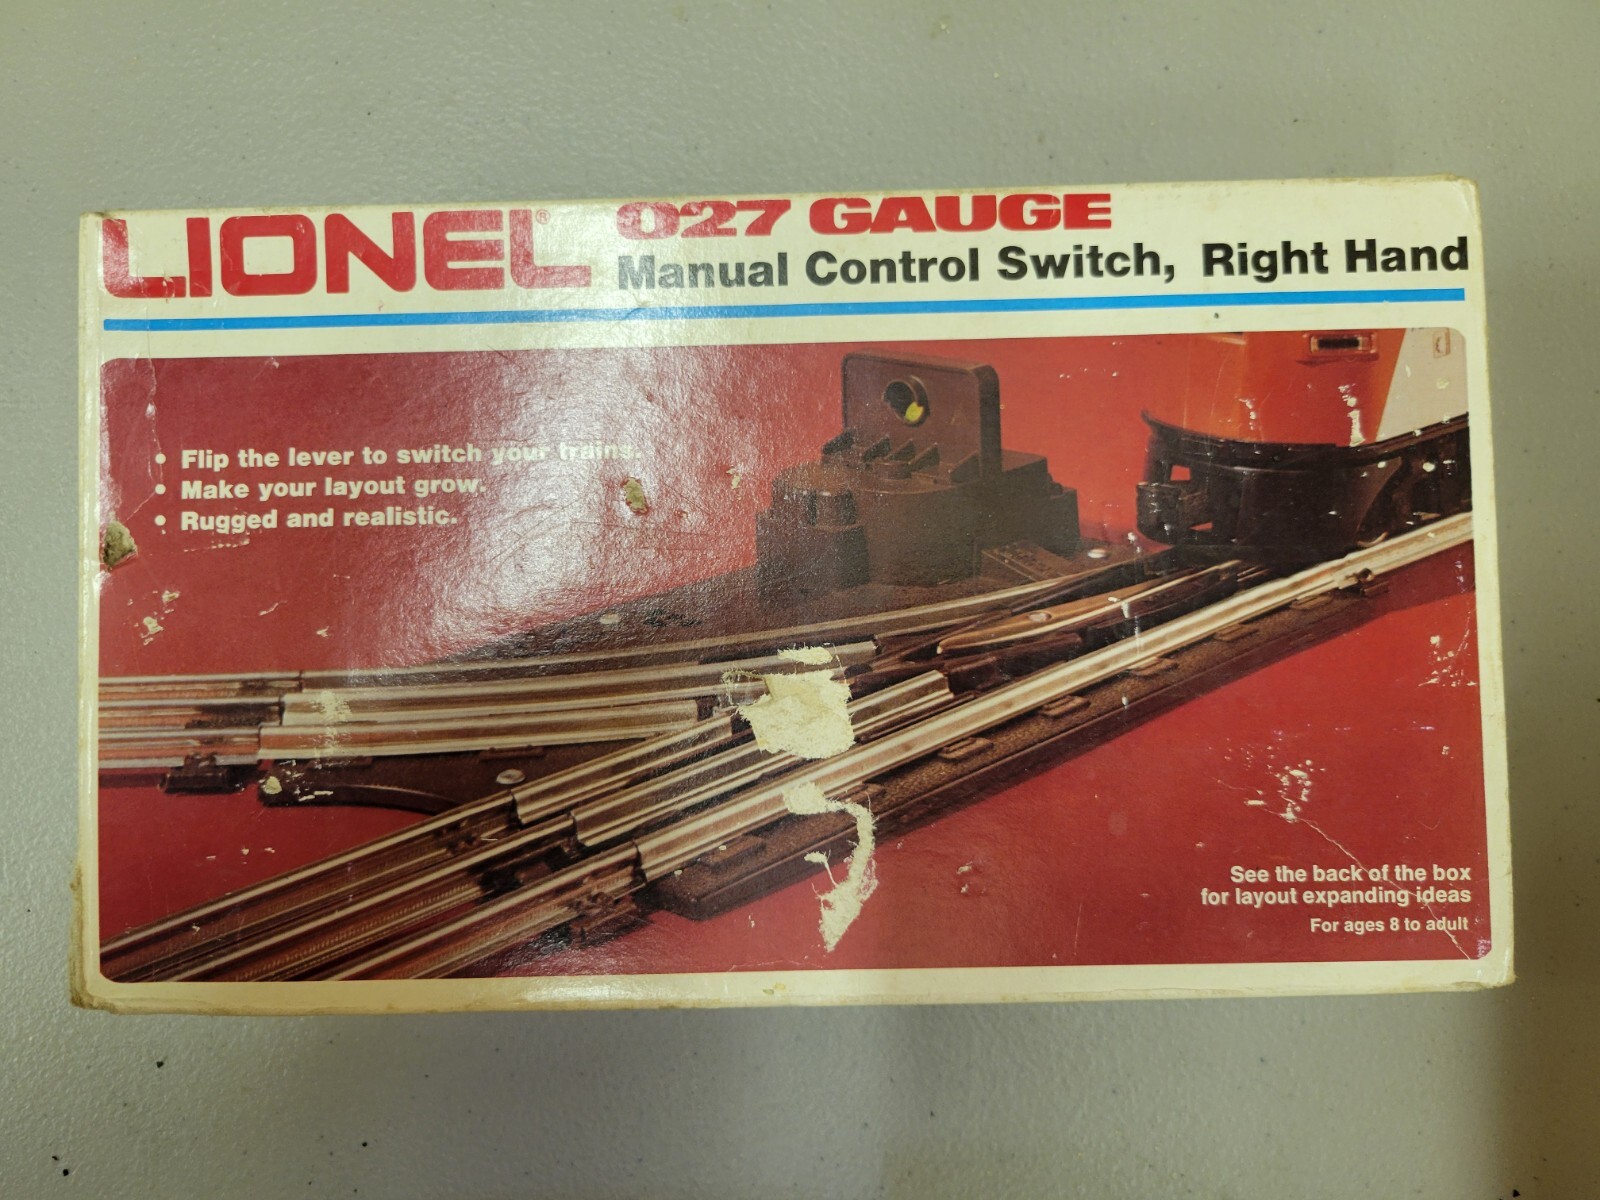 LIONEL® 027 GAUGE
Manual Control Switch, Right Hand
• Flip the lever to switch your trains.
• Make your layout grow.
• Rugged and realistic.
See the back of the box
for layout expanding ideas
For ages 8 to adult